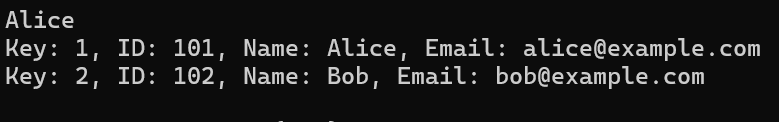 Alice
Key: 1, ID: 101, Name: Alice, Email: alice@example.com
Key: 2, ID: 102, Name: Bob, Email: bob@example.com